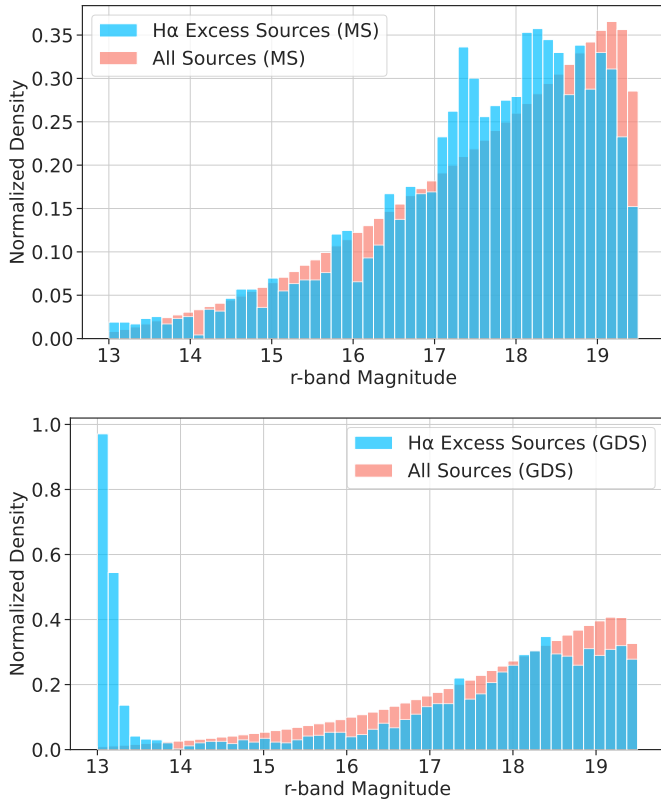 Hα Excess Sources (MS)
All Sources (MS)
Normalized Density
0.35
0.30
0.25
0.20
0.15
0.10
0.05
0.00
13 14 15 16 17 18 19
r-band Magnitude
Hα Excess Sources (GDS)
All Sources (GDS)
Normalized Density
1.0
0.8
0.6
0.4
0.2
0.0
13 14 15 16 17 18 19
r-band Magnitude